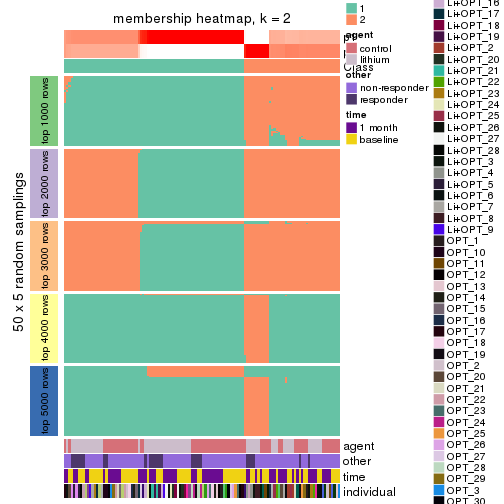 membership heatmap, k = 2
50 x 5 random samplings
top 1000 rows
top 2000 rows
top 3000 rows
top 4000 rows
top 5000 rows
Class
agent
other
time
individual
1
2
agent
control
lithium
other
non-responder
responder
time
1 month
baseline
Li+OPT_16
Li+OPT_17
Li+OPT_18
Li+OPT_19
Li+OPT_2
Li+OPT_20
Li+OPT_21
Li+OPT_22
Li+OPT_23
Li+OPT_24
Li+OPT_25
Li+OPT_26
Li+OPT_27
Li+OPT_28
Li+OPT_3
Li+OPT_4
Li+OPT_5
Li+OPT_6
Li+OPT_7
Li+OPT_8
Li+OPT_9
OPT_1
OPT_10
OPT_11
OPT_12
OPT_13
OPT_14
OPT_15
OPT_16
OPT_17
OPT_18
OPT_19
OPT_2
OPT_20
OPT_21
OPT_22
OPT_23
OPT_24
OPT_25
OPT_26
OPT_27
OPT_28
OPT_29
OPT_3